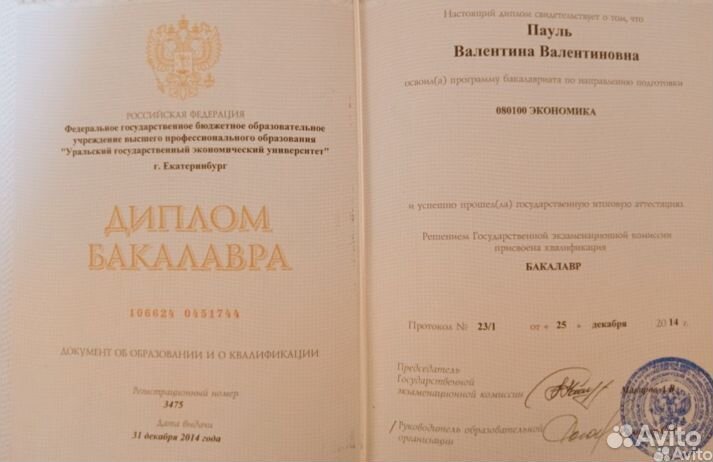 РОССИЙСКАЯ ФЕДЕРАЦИЯ
Федеральное государственное бюджетное образовательное
учреждение высшего профессионального образования
"Уральский государственный экономический университет"
г. Екатеринбург
ДИПЛОМ
БАКАЛАВРА
106624 0451744
ДОКУМЕНТ ОБ ОБРАЗОВАНИИ И О КВАЛИФИКАЦИИ
Регистрационный номер
3475
Дата выдачи
31 декабря 2014 года
Настоящий диплом свидетельствует о том, что
Пауль
Валентина Валентиновна
освоил(а) программу бакалавриата по направлению подготовки
080100 ЭКОНОМИКА
и успешно прошел(ла) государственную итоговую аттестацию.
Решением Государственной экзаменационной комиссии
присвоена квалификация
БАКАЛАВР
Протокол № 23/1 от « 25 » декабря 2014 г.
Председатель
Государственной
экзаменационной комиссии
/ Руководитель образовательной
организации
Avito
Avito